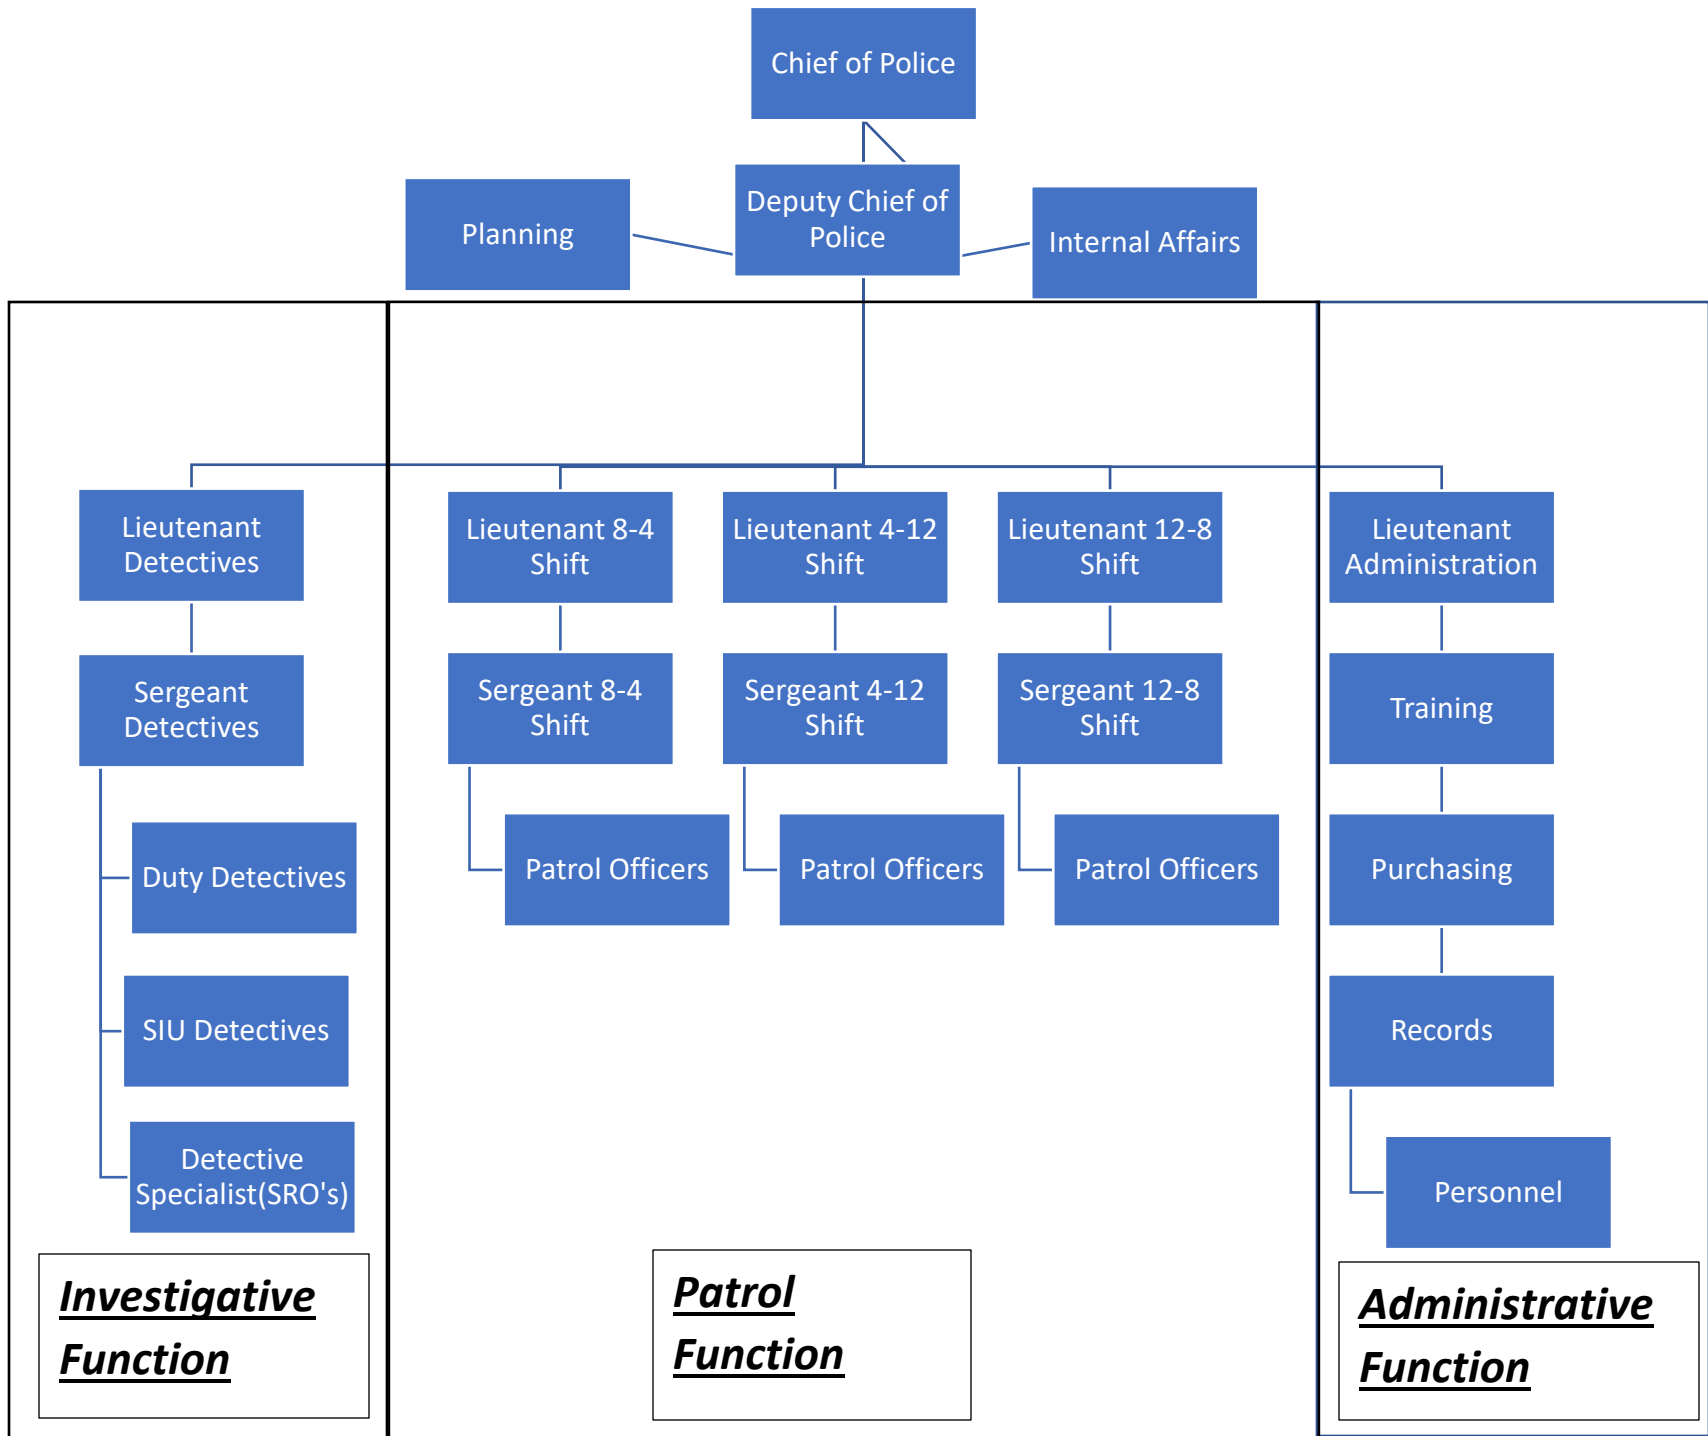 Chief of Police
Planning
Deputy Chief of
Police
Internal Affairs
Lieutenant
Detectives
Lieutenant 8-4
Shift
Lieutenant 4-12
Shift
Lieutenant 12-8
Shift
Lieutenant
Administration
Sergeant
Detectives
Sergeant 8-4
Shift
Sergeant 4-12
Shift
Sergeant 12-8
Shift
Training
Duty Detectives
Patrol Officers
Patrol Officers
Patrol Officers
Purchasing
SIU Detectives
Records
Detective
Specialist(SRO's)
Personnel
Investigative
Function
Patrol
Function
Administrative
Function